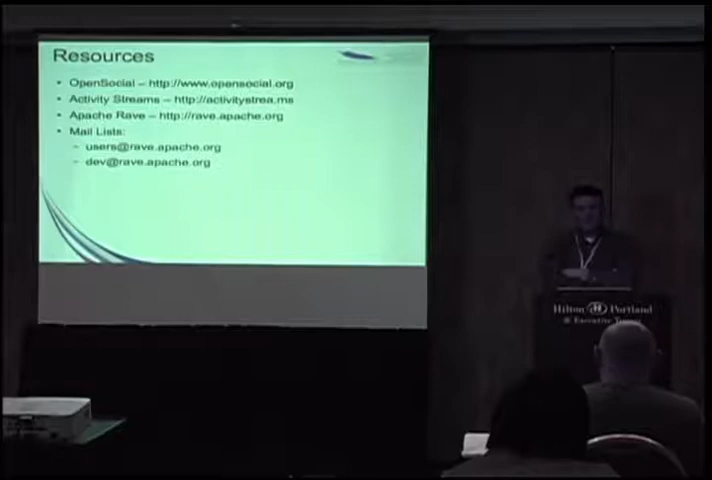 Resources
• OpenSocial – http://www.opensocial.org
• Activity Streams – http://activitystrea.ms
• Apache Rave – http://rave.apache.org
• Mail Lists:
– users@rave.apache.org
– dev@rave.apache.org
Hilton Portland
& Executive